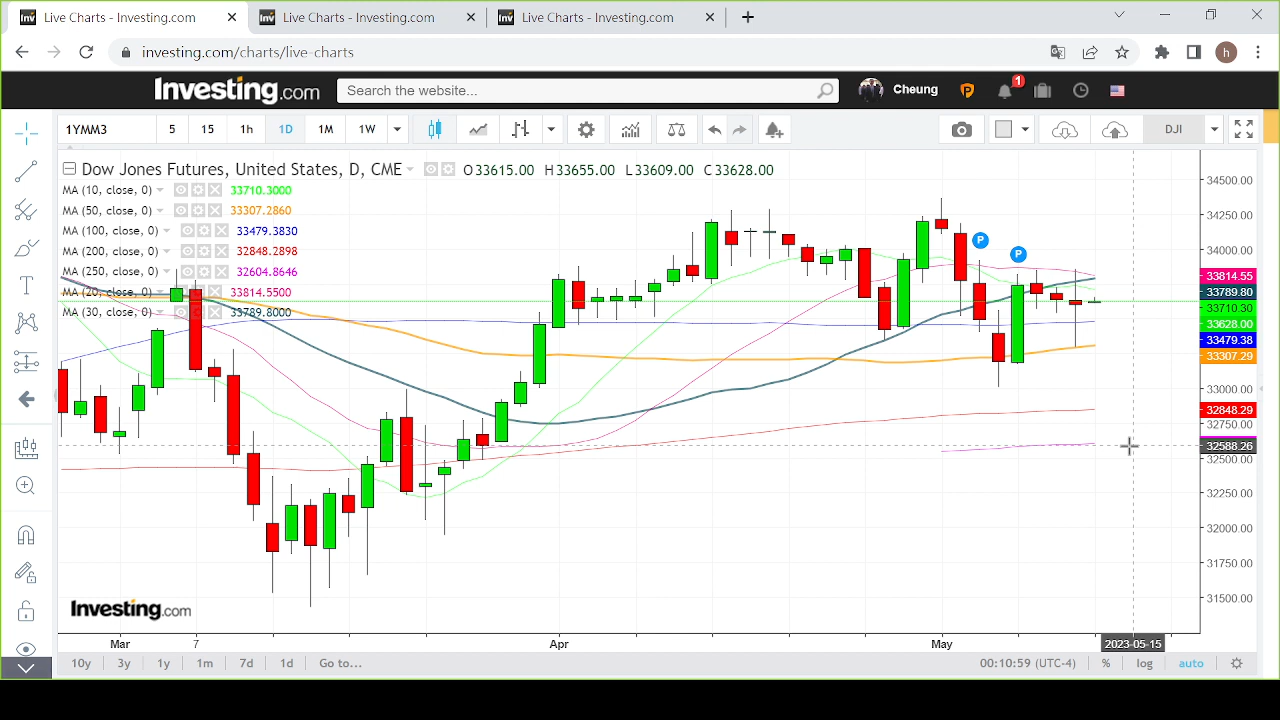 Live Charts - Investing.com
Live Charts - Investing.com
Live Charts - Investing.com
investing.com/charts/live-charts
h
Investing.com
Search the website...
Cheung
P
1
1YMM3
5
15
1h
1D
1M
1W
DJI
Dow Jones Futures, United States, D, CME
O33615.00 H33655.00 L33609.00 C33628.00
MA (10, close, 0) 33710.3000
MA (50, close, 0) 33307.2860
MA (100, close, 0) 33479.3830
MA (200, close, 0) 32848.2898
MA (250, close, 0) 32604.8646
MA (20, close, 0) 33814.5500
MA (30, close, 0) 33789.8000
P
P
34500.00
34250.00
34000.00
33814.55
33789.80
33710.30
33628.00
33479.38
33307.29
33000.00
32848.29
32750.00
32588.26
32500.00
32250.00
32000.00
31750.00
31500.00
Investing.com
Mar
7
Apr
May
2023-05-15
10y
3y
1y
1m
7d
1d
Go to...
00:10:59 (UTC-4)
%
log
auto